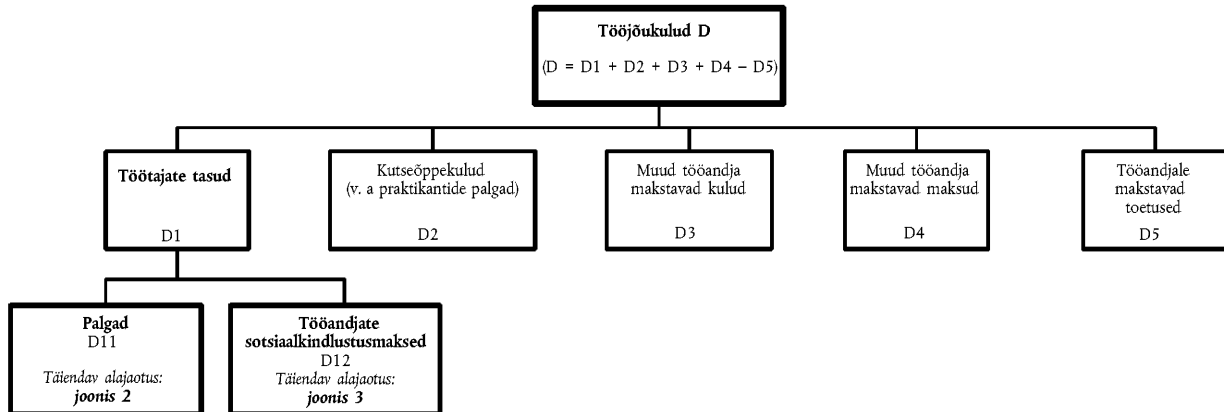 Tööjõukulud D
(D = D1 + D2 + D3 + D4 – D5)
Töötajate tasud
D1
Kutseõppekulud
(v. a praktikantide palgad)
D2
Muud tööandja
makstavad kulud
D3
Muud tööandja
makstavad maksud
D4
Tööandjale
makstavad
toetused
D5
Palgad
D11
Täiendav alajaotus:
joonis 2
Tööandjate
sotsiaalkindlustusmaksed
D12
Täiendav alajaotus:
joonis 3